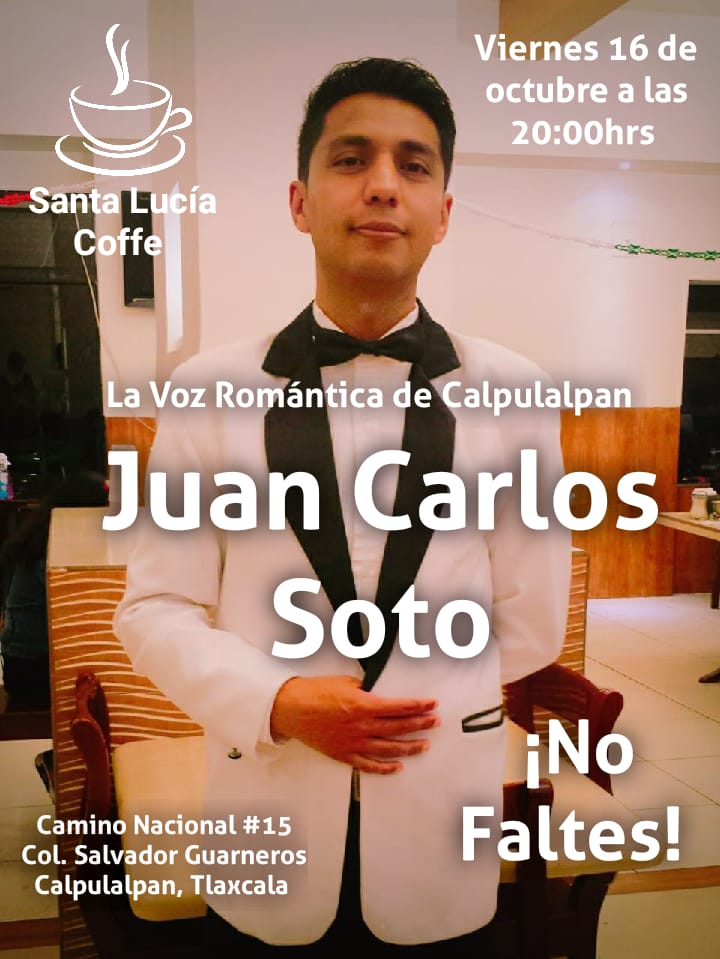 Viernes 16 de
octubre a las
20:00hrs
Santa Lucía
Coffe
La Voz Romántica de Calpulalpan
Juan Carlos
Soto
¡No
Faltes!
Camino Nacional #15
Col. Salvador Guarneros
Calpulalpan, Tlaxcala